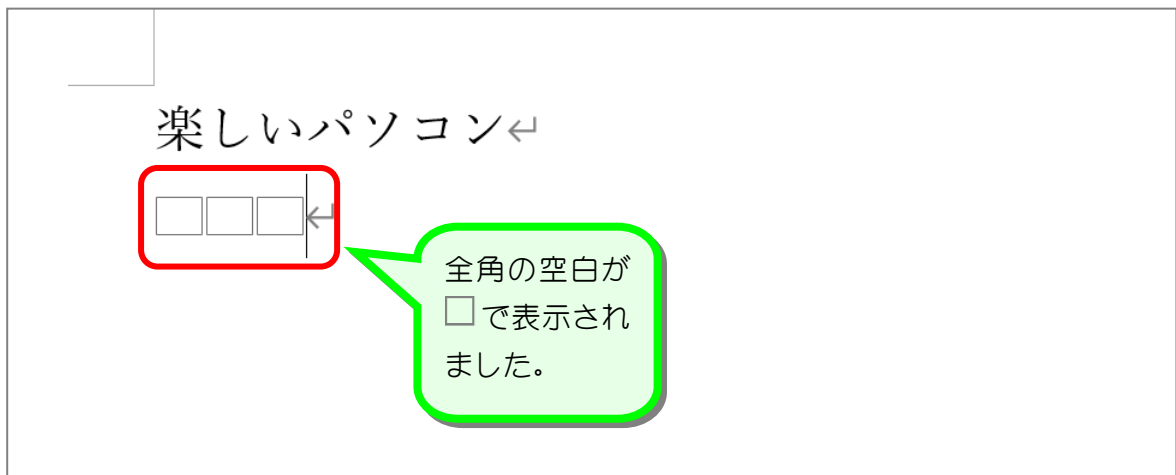 楽しいパソコン↵
□□□↵
全角の空白が
□で表示され
ました。